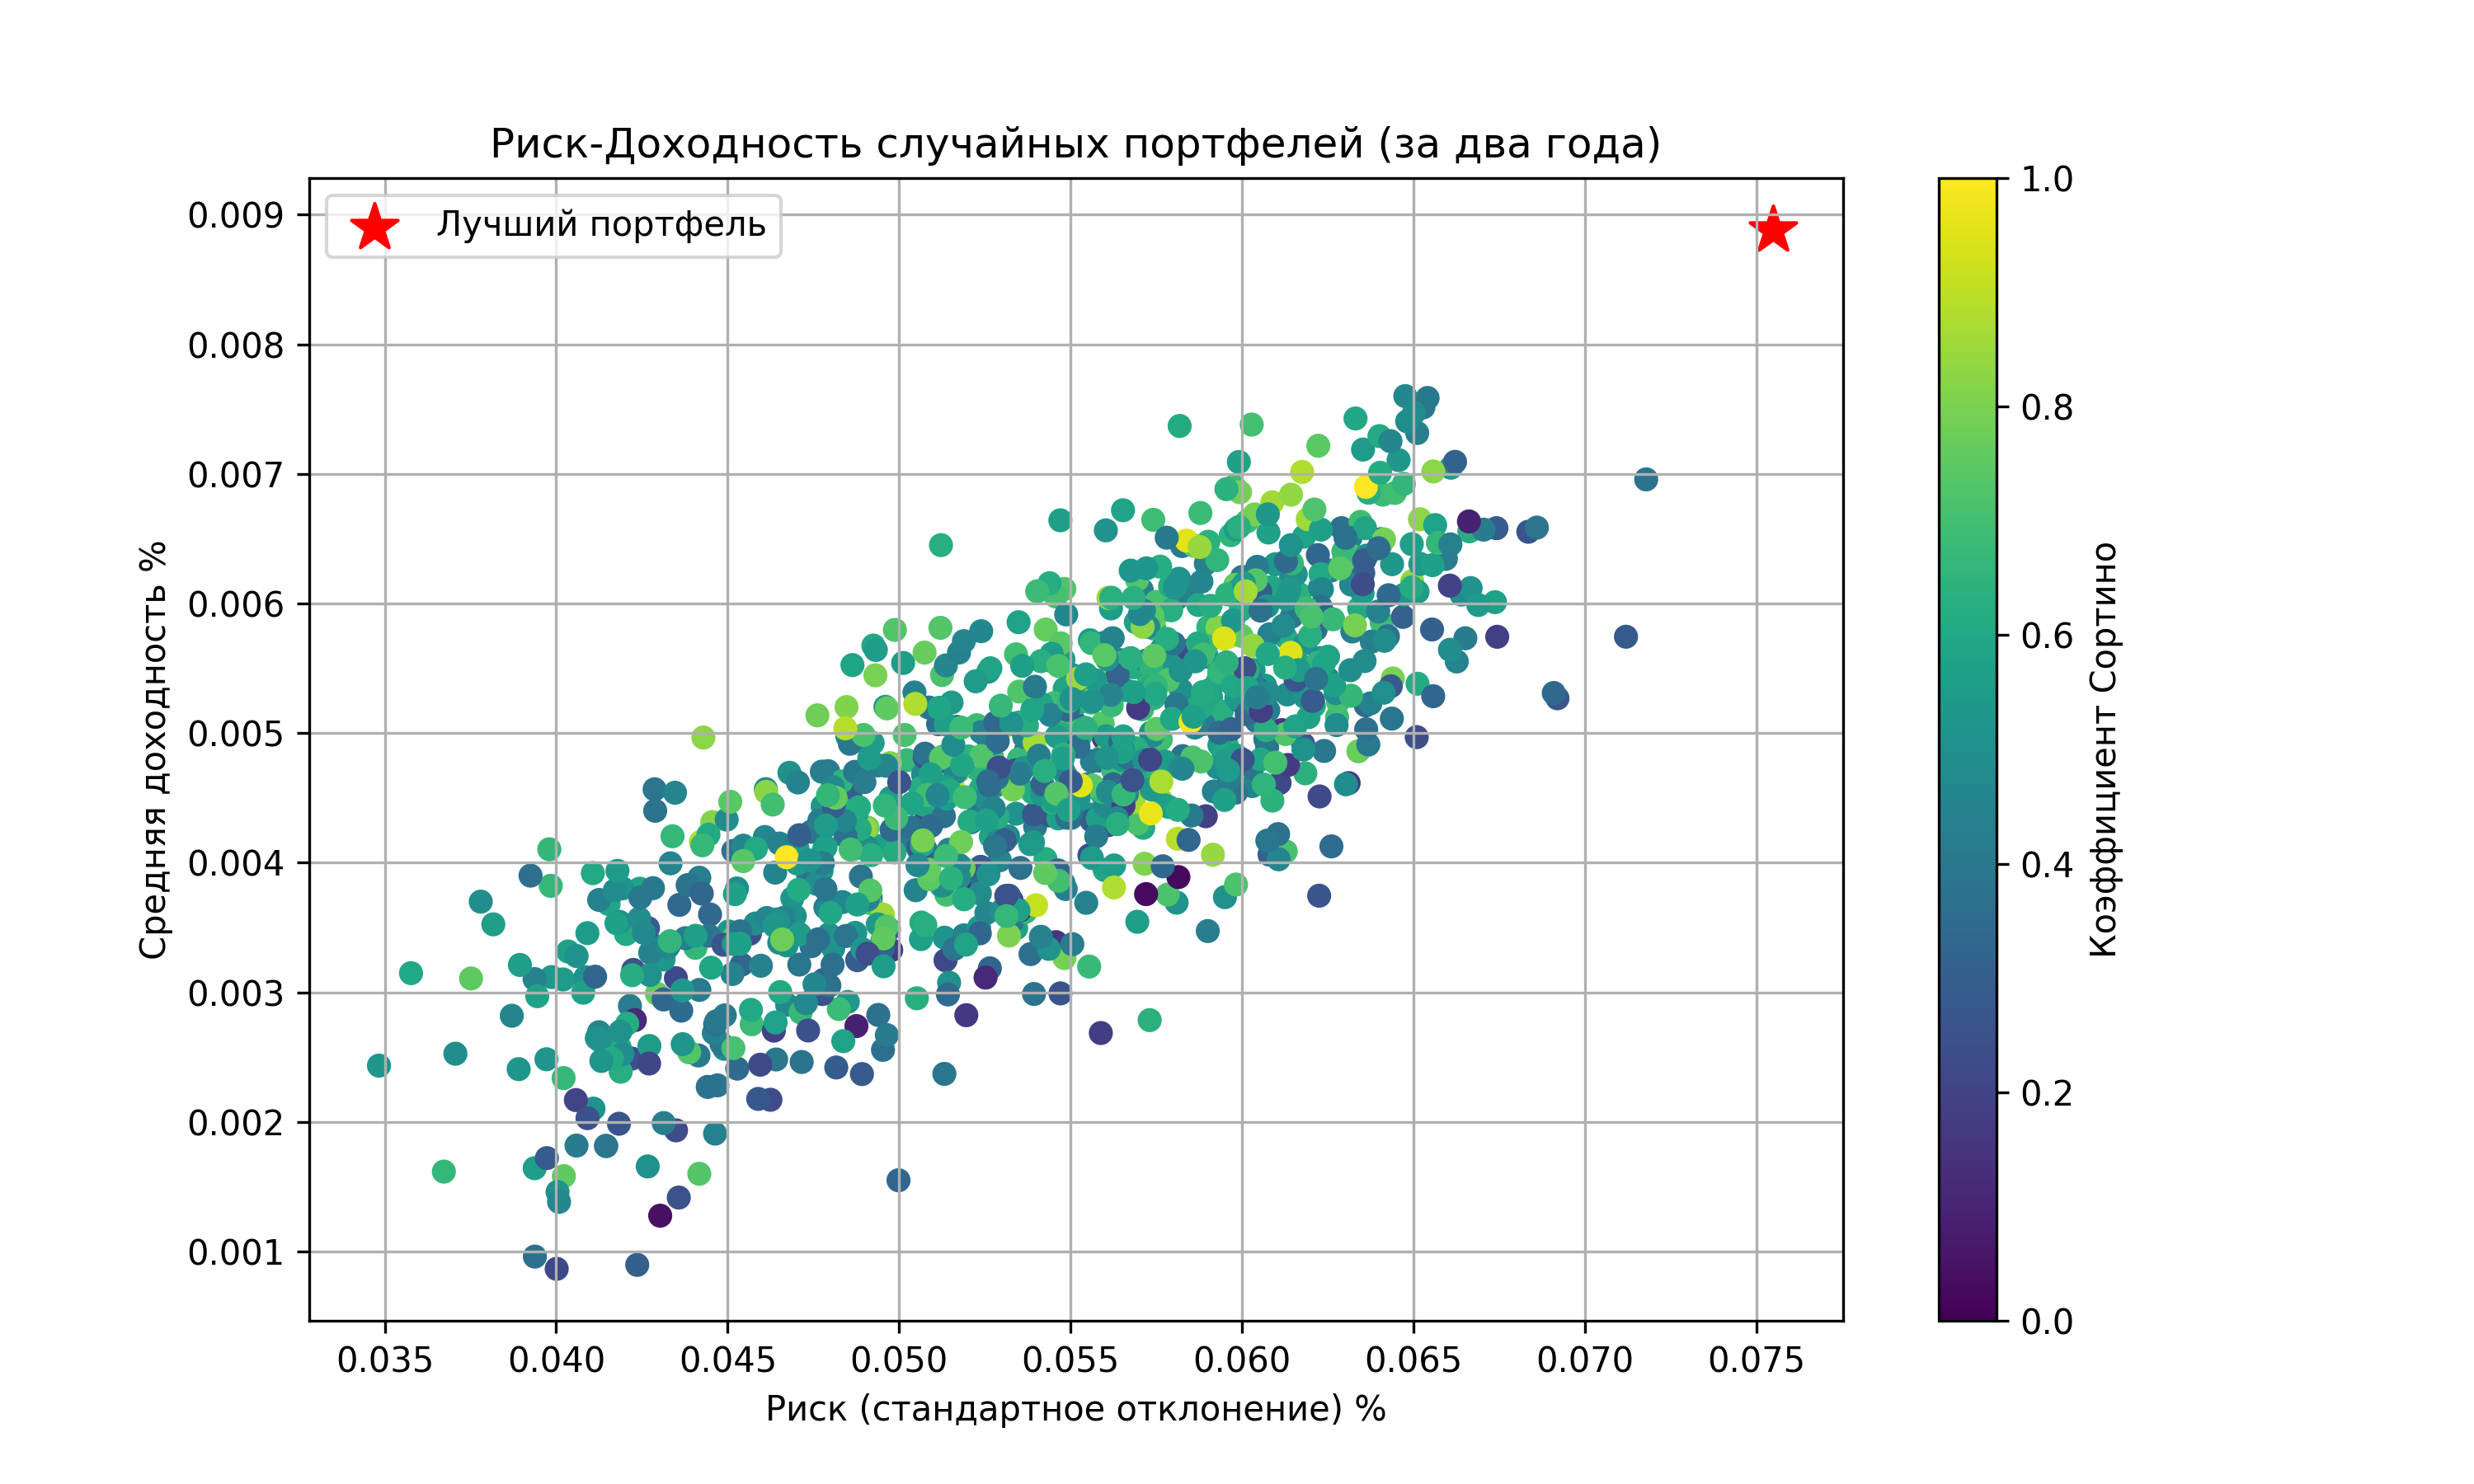 Риск-Доходность случайных портфелей (за два года)
Лучший портфель
Средняя доходность %
0.009
0.008
0.007
0.006
0.005
0.004
0.003
0.002
0.001
0.035 0.040 0.045 0.050 0.055 0.060 0.065 0.070 0.075
Риск (стандартное отклонение) %
1.0
0.8
0.6
0.4
0.2
0.0
Коэффициент Сортино